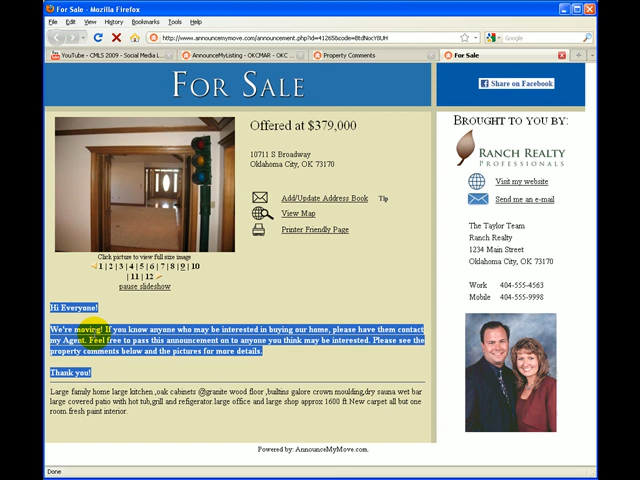 For Sale - Mozilla Firefox
File Edit View History Bookmarks Tools Help
http://www.announcemymove.com/announcement.php?id=41265&code=8tdNocY8UH
Google
YouTube - CMLS 2009 - Social Media L...
AnnounceMyListing - OKCMAR - OKC ...
Property Comments
For Sale
FOR SALE
Share on Facebook
Offered at $379,000
10711 S Broadway
Oklahoma City, OK 73170
Add/Update Address Book Tip
View Map
Printer Friendly Page
Click picture to view full size image
1 | 2 | 3 | 4 | 5 | 6 | 7 | 8 | 9 | 10
| 11 | 12
pause slideshow
Hi Everyone!
We're moving! If you know anyone who may be interested in buying our home, please have them contact
my Agent. Feel free to pass this announcement on to anyone you think may be interested. Please see the
property comments below and the pictures for more details.
Thank you!
Large family home large kitchen ,oak cabinets @granite wood floor ,builtins galore crown moulding,dry sauna wet bar
large covered patio with hot tub,grill and refigerator.large office and large shop approx 1600 ft New carpet all but one
room.fresh paint interior.
BROUGHT TO YOU BY:
RANCH REALTY
PROFESSIONALS
Visit my website
Send me an e-mail
The Taylor Team
Ranch Realty
1234 Main Street
Oklahoma City, OK 73170
Work 404-555-4563
Mobile 404-555-9998
Powered by: AnnounceMyMove.com.
Done